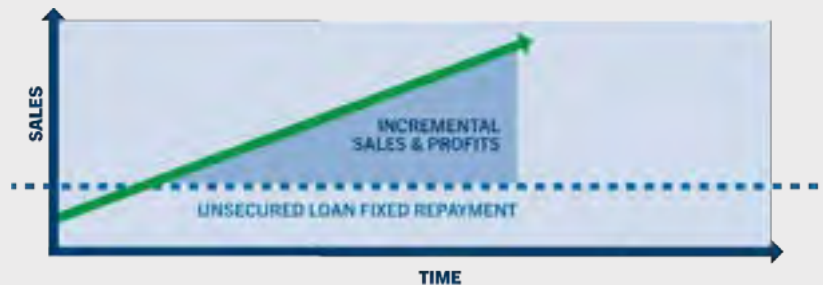 SALES
INCREMENTAL
SALES & PROFITS
UNSECURED LOAN FIXED REPAYMENT
TIME